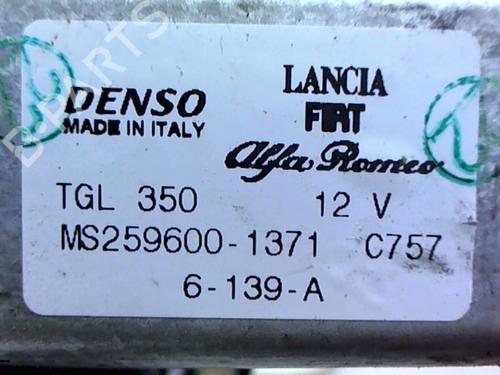 DENSO
MADE IN ITALY
LANCIA
FIAT
Alfa Romeo
TGL 350 12 V
MS259600-1371 C757
6-139-A